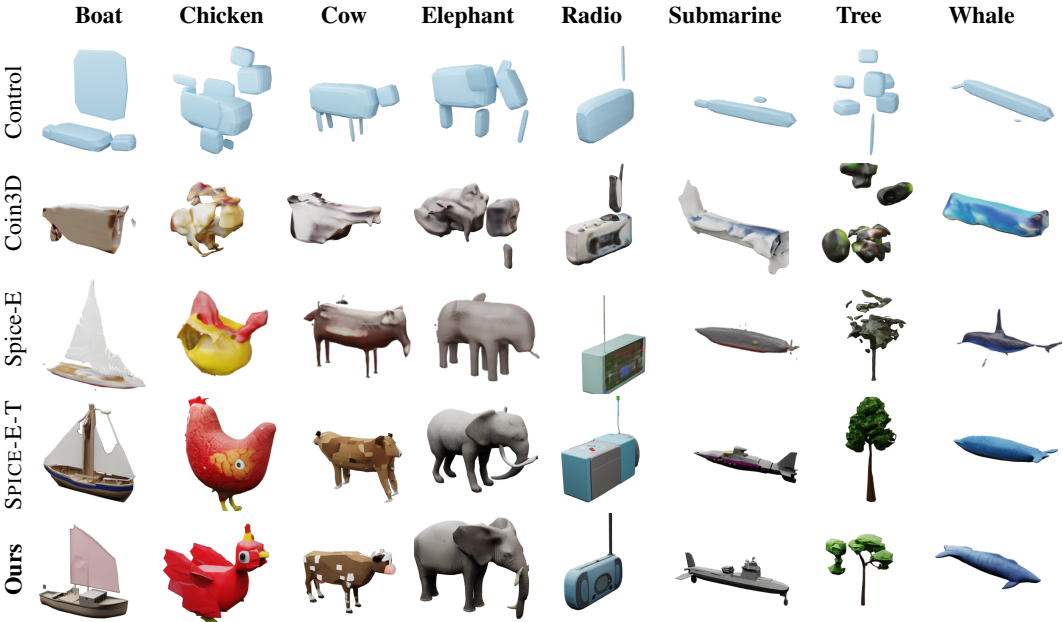 Boat Chicken Cow Elephant Radio Submarine Tree Whale
Control
Coin3D
Spice-E
SPICE-E-T
Ours